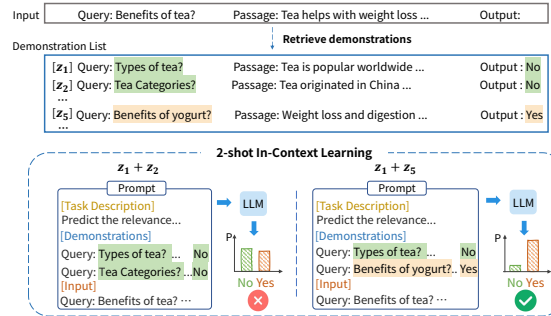 Input Query: Benefits of tea? Passage: Tea helps with weight loss ... Output:
Retrieve demonstrations
Demonstration List
[z1] Query: Types of tea? Passage: Tea is popular worldwide ... Output : No
[z2] Query: Tea Categories? Passage: Tea originated in China ... Output : No
...
[z5] Query: Benefits of yogurt? Passage: Weight loss and digestion ... Output : Yes
...
2-shot In-Context Learning
z1 + z2
Prompt
[Task Description]
Predict the relevance...
[Demonstrations]
Query: Types of tea? ... No
Query: Tea Categories? ...No
[Input]
Query: Benefits of tea? ···
LLM
P
No Yes
z1 + z5
Prompt
[Task Description]
Predict the relevance...
[Demonstrations]
Query: Types of tea? ... No
Query: Benefits of yogurt?.. Yes
[Input]
Query: Benefits of tea? ···
LLM
P
No Yes